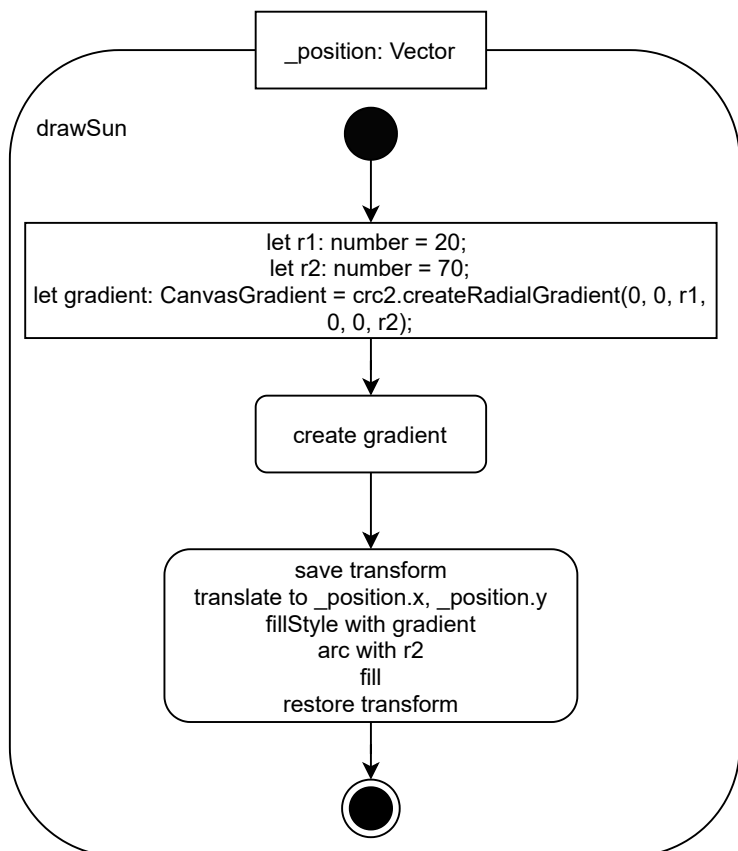 _position: Vector
drawSun
let r1: number = 20;
let r2: number = 70;
let gradient: CanvasGradient = crc2.createRadialGradient(0, 0, r1,
0, 0, r2);
create gradient
save transform
translate to _position.x, _position.y
fillStyle with gradient
arc with r2
fill
restore transform